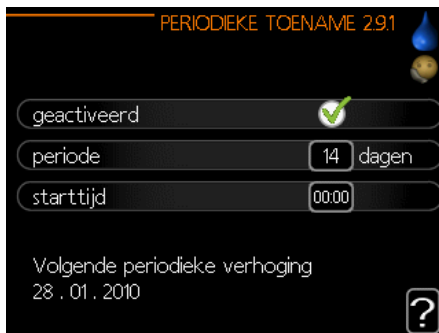 PERIODIEKE TOENAME 2.9.1
geactiveerd
periode 14 dagen
starttijd 00:00
Volgende periodieke verhoging
28 . 01 . 2010
?